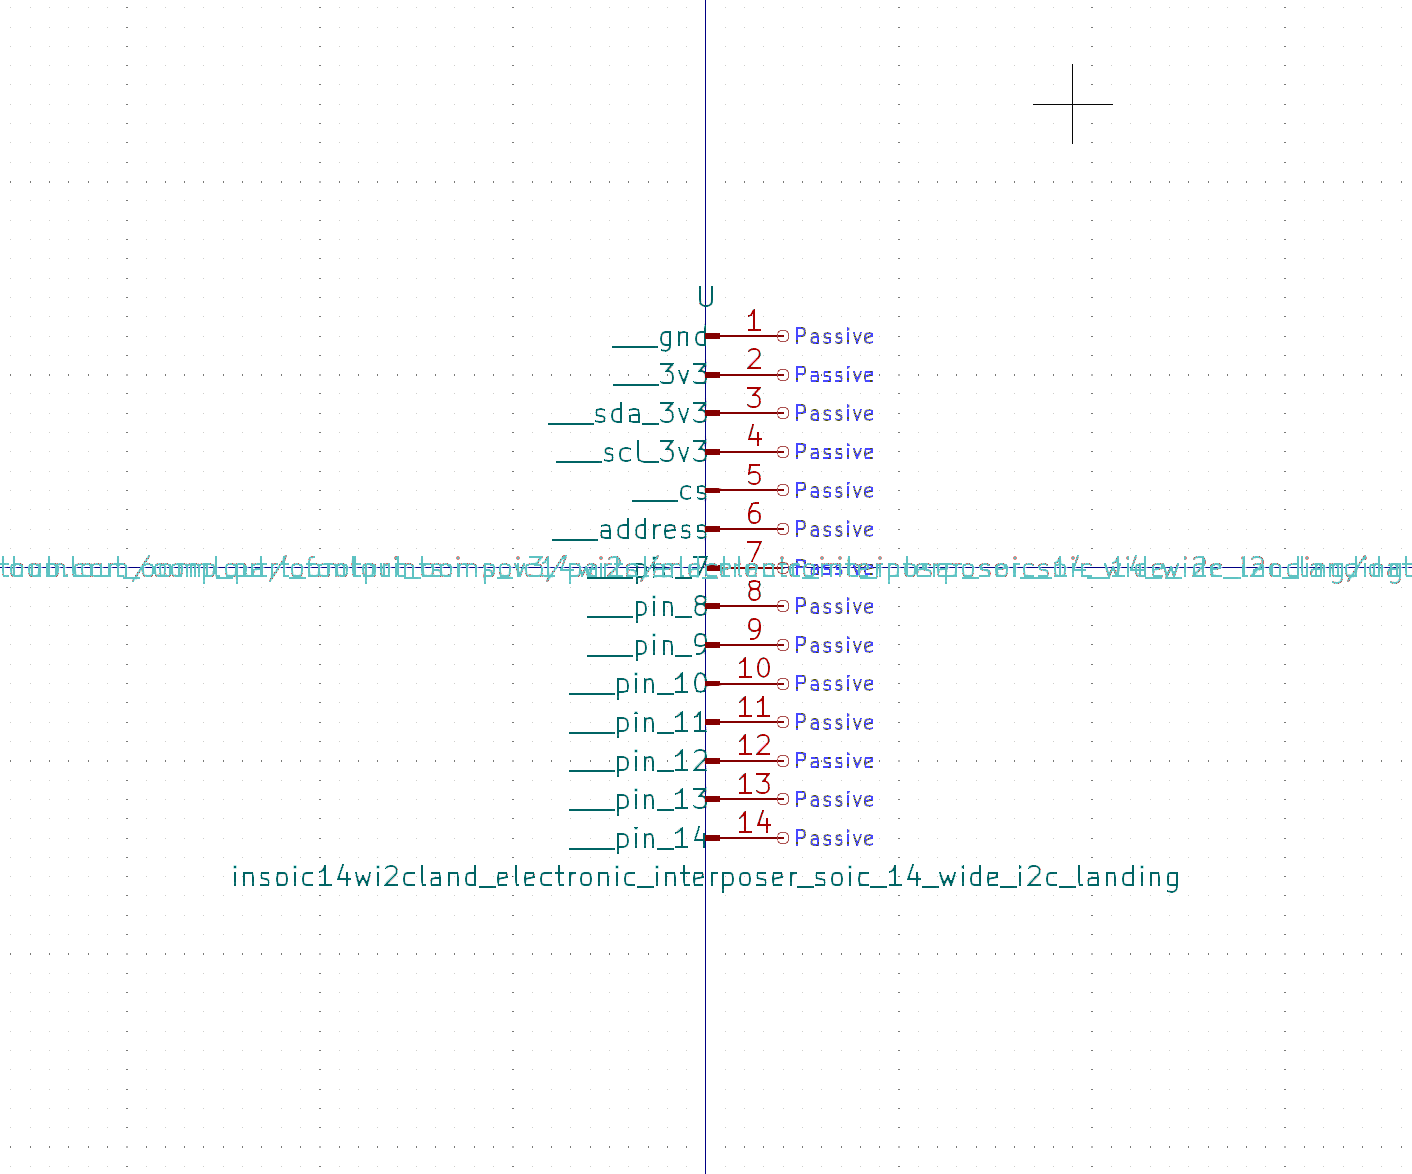 U
___gnd 1 Passive
___3v3 2 Passive
___sda_3v3 3 Passive
___scl_3v3 4 Passive
___cs 5 Passive
___address 6 Passive
7 Passive
___pin_8 8 Passive
___pin_9 9 Passive
___pin_10 10 Passive
___pin_11 11 Passive
___pin_12 12 Passive
___pin_13 13 Passive
___pin_14 14 Passive
insoic14wi2cland_electronic_interposer_soic_14_wide_i2c_landing